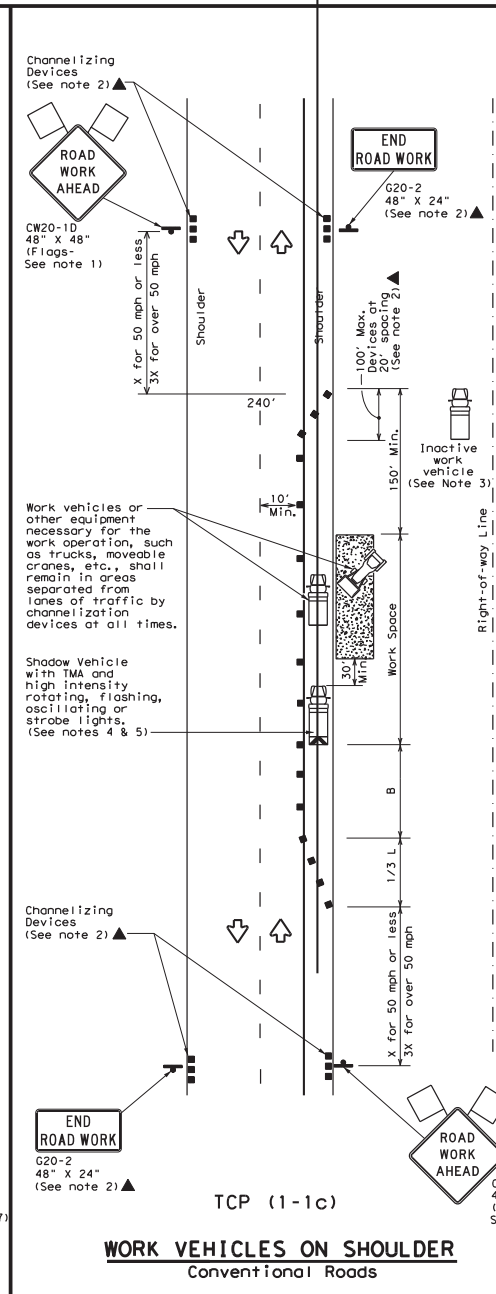 Channelizing
Devices
(See note 2)▲
ROAD
WORK
AHEAD
CW20-1D
48" X 48"
(Flags-
See note 1)
END
ROAD WORK
G20-2
48" X 24"
(See note 2)▲
X for 50 mph or less
3X for over 50 mph
Shoulder
Shoulder
100' Max.
Devices at
20' spacing
(See note 2)▲
240'
150' Min.
Inactive
work
vehicle
(See Note 3)
10'
Min.
Right-of-way Line
Work vehicles or
other equipment
necessary for the
work operation, such
as trucks, moveable
cranes, etc., shall
remain in areas
separated from
lanes of traffic by
channelization
devices at all times.
Work Space
30'
Min.
Shadow Vehicle
with TMA and
high intensity
rotating, flashing,
oscillating or
strobe lights.
(See notes 4 & 5)
B
1/3 L
Channelizing
Devices
(See note 2)▲
X for 50 mph or less
3X for over 50 mph
END
ROAD WORK
G20-2
48" X 24"
(See note 2)▲
ROAD
WORK
AHEAD
TCP (1-1c)
WORK VEHICLES ON SHOULDER
Conventional Roads